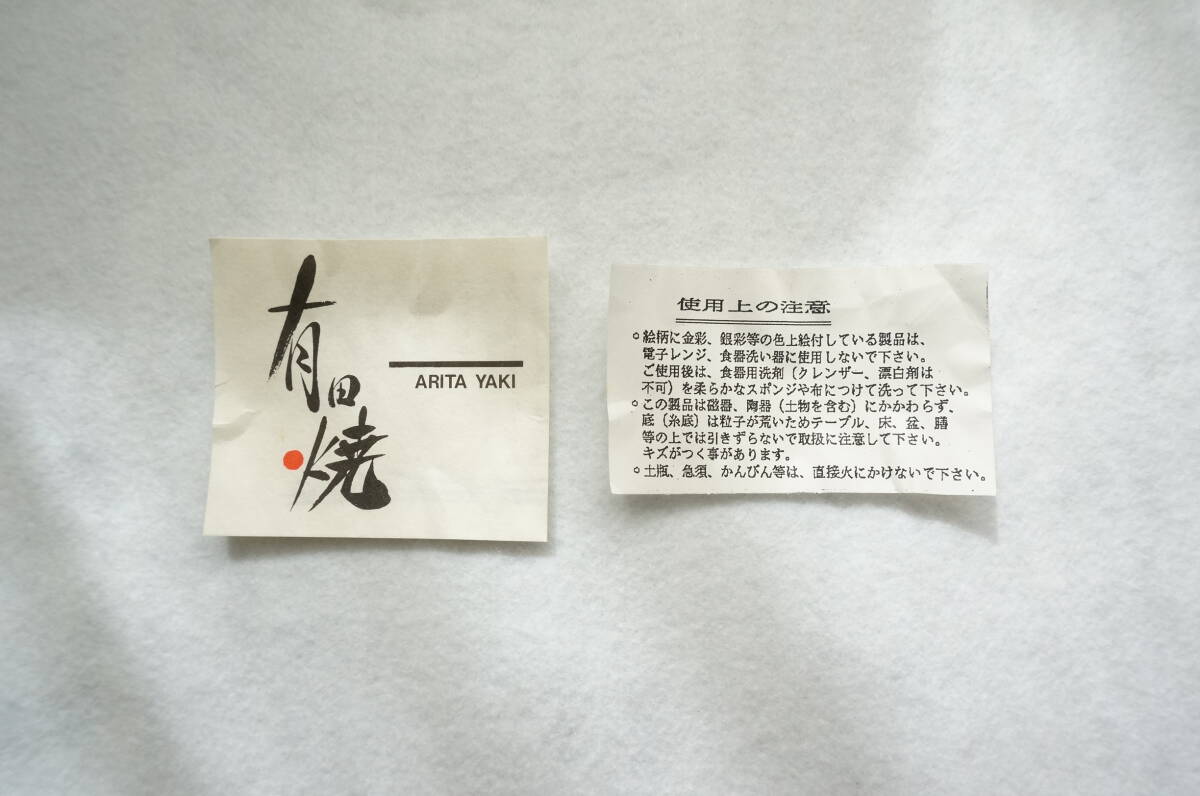 有田焼
ARITA YAKI
使用上の注意
○絵柄に金彩、銀彩等の色上絵付している製品は、
電子レンジ、食器洗い器に使用しないで下さい。
ご使用後は、食器用洗剤（クレンザー、漂白剤は
不可）を柔らかなスポンジや布につけて洗って下さい。
○この製品は磁器、陶器（土物を含む）にかかわらず、
底（糸底）は粒子が荒いためテーブル、床、盆、膳
等の上では引きずらないで取扱に注意して下さい。
キズがつく事があります。
○土瓶、急須、かんびん等は、直接火にかけないで下さい。